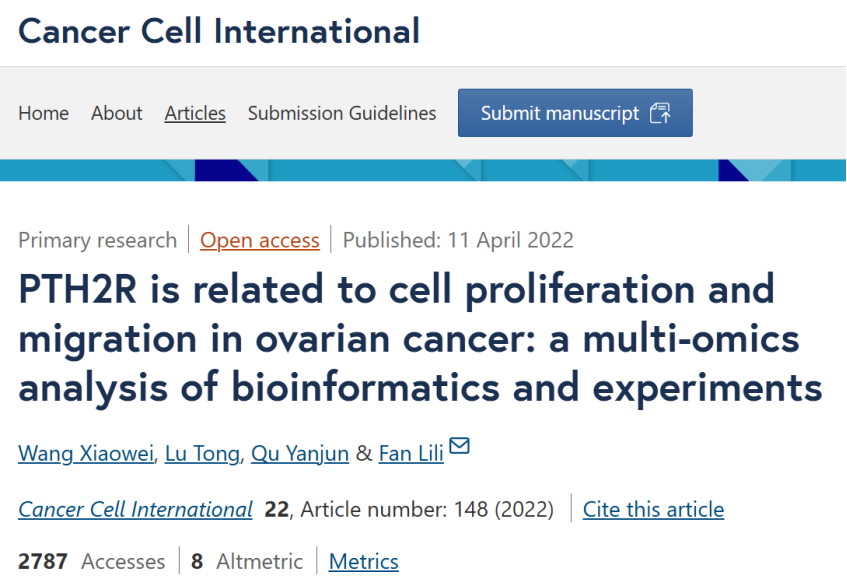 Cancer Cell International
Home About Articles Submission Guidelines Submit manuscript
Primary research Open access Published: 11 April 2022
PTH2R is related to cell proliferation and
migration in ovarian cancer: a multi-omics
analysis of bioinformatics and experiments
Wang Xiaowei, Lu Tong, Qu Yanjun & Fan Lili
Cancer Cell International 22, Article number: 148 (2022) Cite this article
2787 Accesses 8 Altmetric Metrics